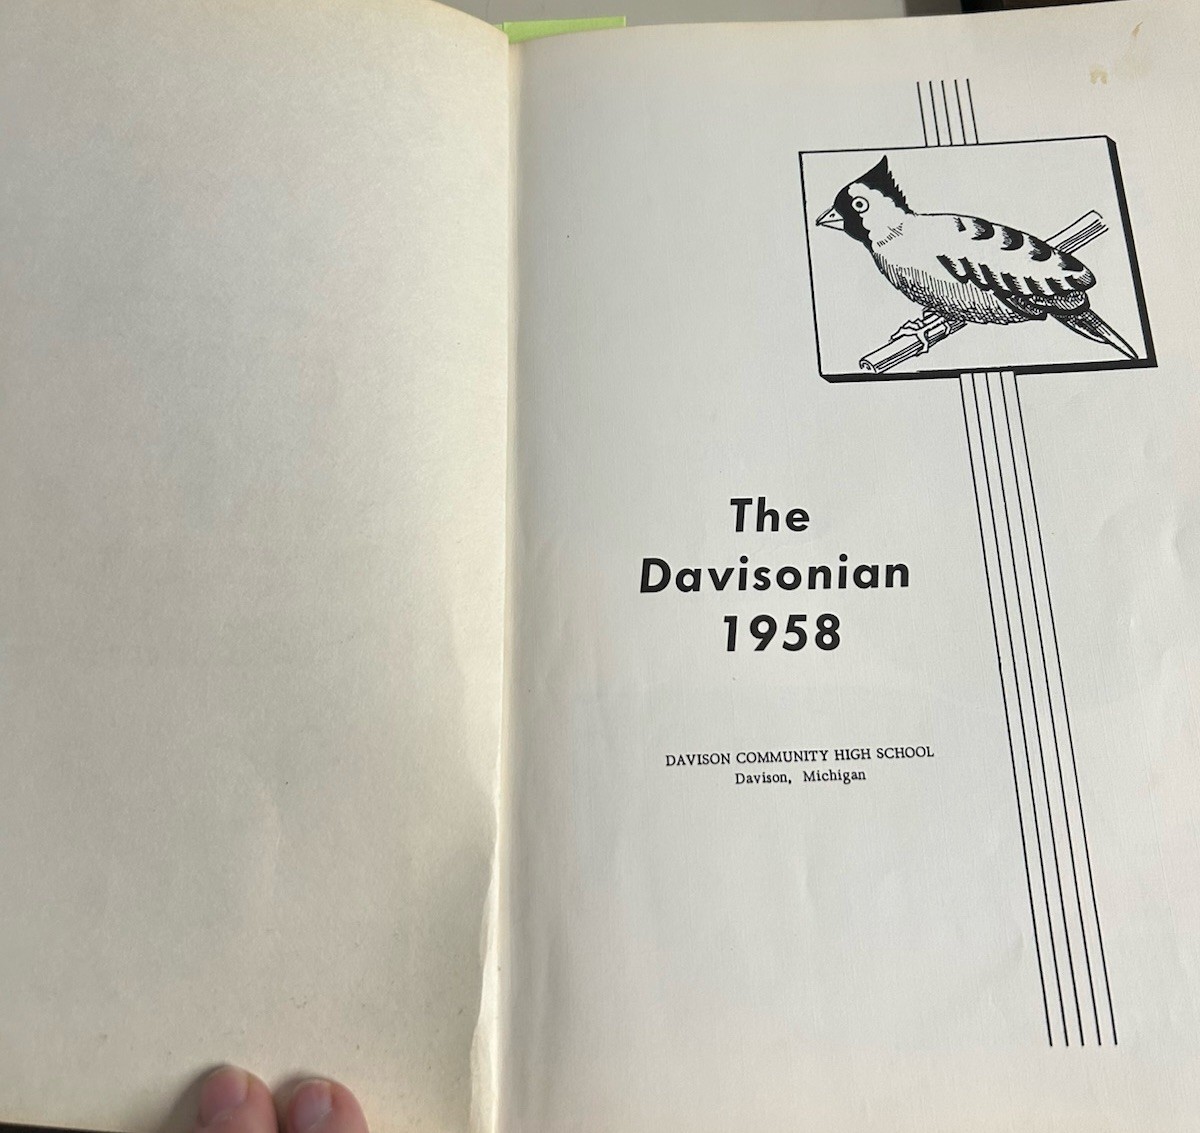 The
Davisonian
1958
DAVISON COMMUNITY HIGH SCHOOL
Davison, Michigan